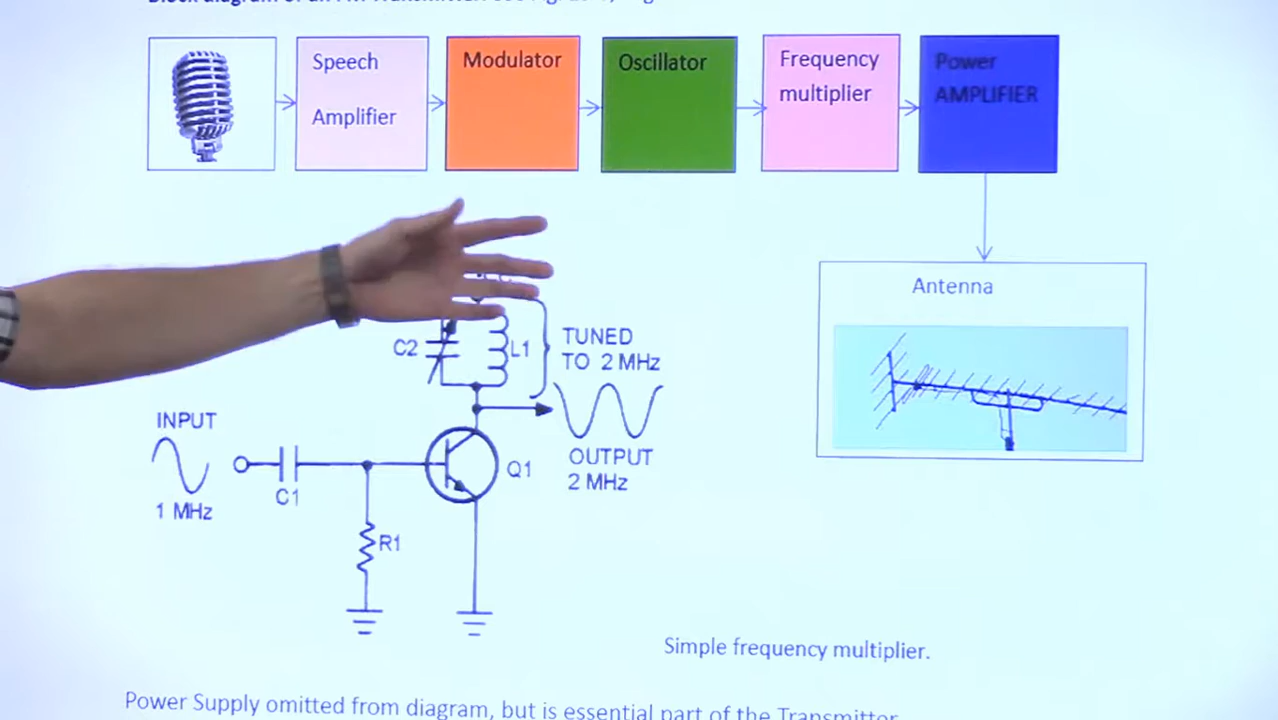 Speech
Amplifier
Modulator
Oscillator
Frequency
multiplier
Power
AMPLIFIER
Antenna
C2
L1
TUNED
TO 2 MHz
INPUT
1 MHz
C1
R1
Q1
OUTPUT
2 MHz
Simple frequency multiplier.
Power Supply omitted from diagram, but is essential part of the Transmitter